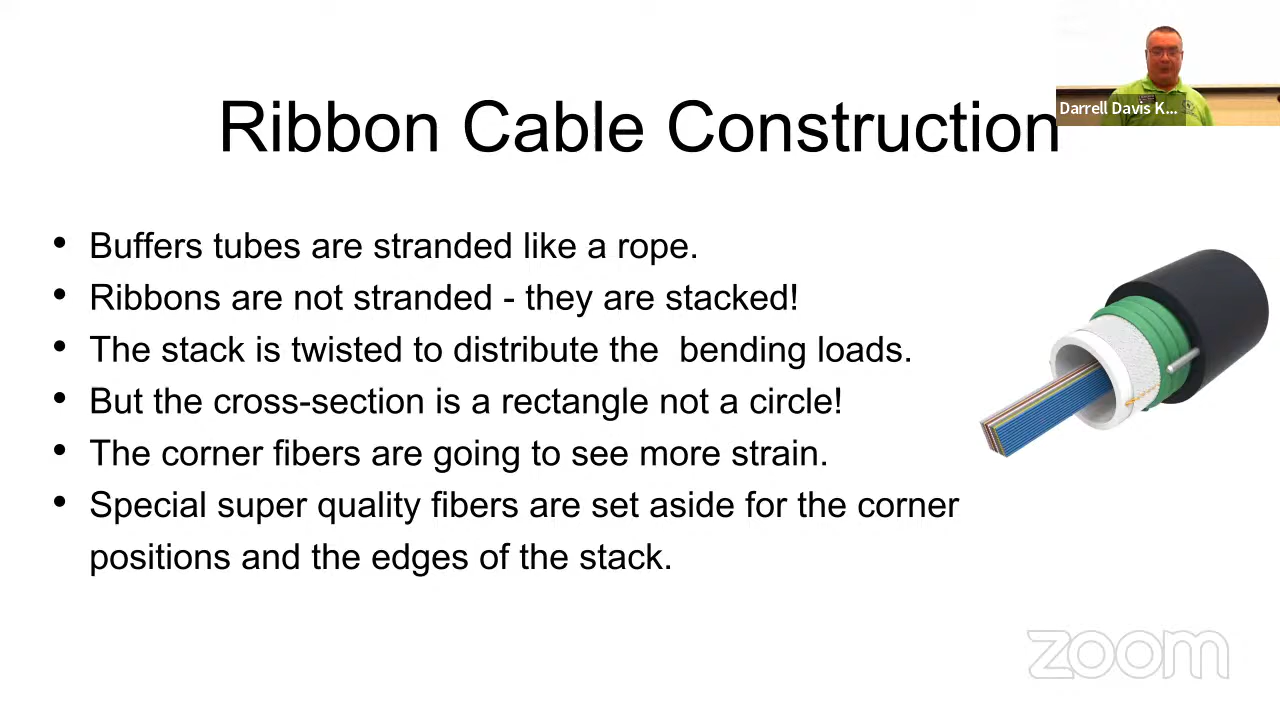 Darrell Davis K...
Ribbon Cable Construction
• Buffers tubes are stranded like a rope.
• Ribbons are not stranded - they are stacked!
• The stack is twisted to distribute the  bending loads.
• But the cross-section is a rectangle not a circle!
• The corner fibers are going to see more strain.
• Special super quality fibers are set aside for the corner
positions and the edges of the stack.
zoom